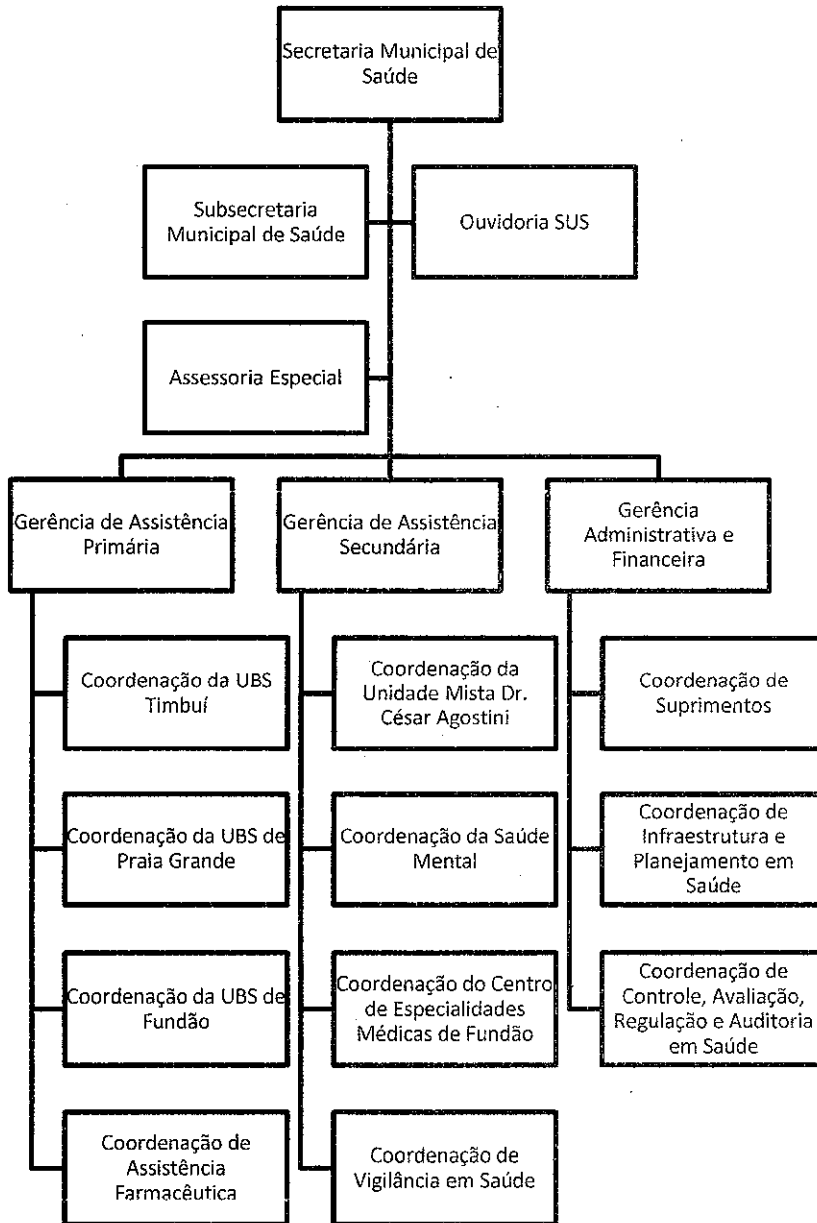 Secretaria Municipal de
Saúde
Subsecretaria
Municipal de Saúde
Ouvidoria SUS
Assessoria Especial
Gerência de Assistência
Primária
Gerência de Assistência
Secundária
Gerência
Administrativa e
Financeira
Coordenação da UBS
Timbuí
Coordenação da
Unidade Mista Dr.
César Agostini
Coordenação de
Suprimentos
Coordenação da UBS de
Praia Grande
Coordenação da Saúde
Mental
Coordenação de
Infraestrutura e
Planejamento em
Saúde
Coordenação da UBS de
Fundão
Coordenação do Centro
de Especialidades
Médicas de Fundão
Coordenação de
Controle, Avaliação,
Regulação e Auditoria
em Saúde
Coordenação de
Assistência
Farmacêutica
Coordenação de
Vigilância em Saúde